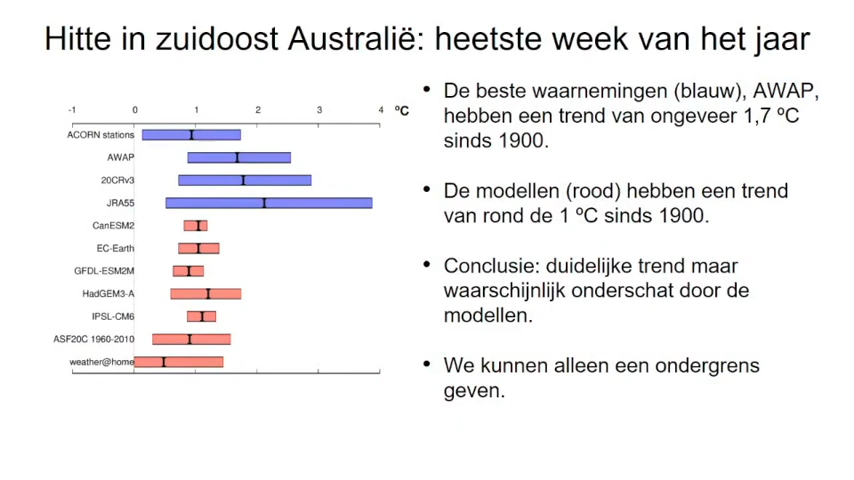 Hitte in zuidoost Australië: heetste week van het jaar
-1 0 1 2 3 4 ºC
ACORN stations
AWAP
20CRv3
JRA55
CanESM2
EC-Earth
GFDL-ESM2M
HadGEM3-A
IPSL-CM6
ASF20C 1960-2010
weather@home
• De beste waarnemingen (blauw), AWAP,
hebben een trend van ongeveer 1,7 ºC
sinds 1900.
• De modellen (rood) hebben een trend
van rond de 1 ºC sinds 1900.
• Conclusie: duidelijke trend maar
waarschijnlijk onderschat door de
modellen.
• We kunnen alleen een ondergrens
geven.